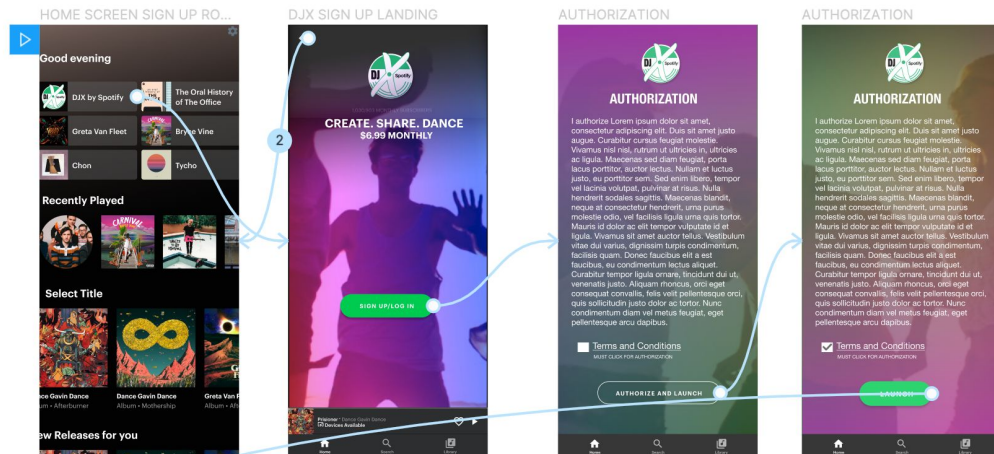 HOME SCREEN SIGN UP RO...
Good evening
DJX by Spotify
The Oral History
of The Office
Greta Van Fleet
Bryce Vine
Chon
Tycho
Recently Played
CARNIVAL
Select Title
Dance Gavin Dance
Album • Afterburner
Dance Gavin Dance
Album • Mothership
Greta Van F
Album • Ant
ew Releases for you
DJX SIGN UP LANDING
2
DJ
Spotify
CREATE. SHARE. DANCE
$6.99 MONTHLY
SIGN UP/LOG IN
Prisioner • Dance Gavin Dance
Devices Available
Home
Search
Library
AUTHORIZATION
DJ
Spotify
AUTHORIZATION
I authorize Lorem ipsum dolor sit amet,
consectetur adipiscing elit. Duis sit amet justo
augue. Curabitur cursus feugiat molestie.
Vivamus nisl nisl, rutrum ut ultricies in, ultricies
ac ligula. Maecenas sed diam feugiat, porta
lacus porttitor, auctor lectus. Nullam et luctus
justo, eu porttitor sem. Sed enim libero, tempor
vel lacinia volutpat, pulvinar at risus. Nulla
hendrerit sodales sagittis. Maecenas blandit,
neque at consectetur hendrerit, urna purus
molestie odio, vel facilisis ligula urna quis tortor.
Mauris id dolor ac elit tempor vulputate id et
ligula. Vivamus sit amet auctor tellus. Vestibulum
vitae dui varius, dignissim turpis condimentum,
facilisis quam. Donec faucibus elit a est
faucibus, eu condimentum lectus aliquet.
Curabitur tempor ligula ornare, tincidunt dui ut,
venenatis justo. Aliquam rhoncus, orci eget
consequat convallis, felis velit pellentesque orci,
quis sollicitudin justo dolor ac tortor. Nunc
condimentum diam vel metus feugiat, eget
pellentesque arcu dapibus.
Terms and Conditions
MUST CLICK FOR AUTHORIZATION
AUTHORIZE AND LAUNCH
Home
Search
Library
AUTHORIZATION
DJ
Spotify
AUTHORIZATION
I authorize Lorem ipsum dolor sit amet,
consectetur adipiscing elit. Duis sit amet justo
augue. Curabitur cursus feugiat molestie.
Vivamus nisl nisl, rutrum ut ultricies in, ultricies
ac ligula. Maecenas sed diam feugiat, porta
lacus porttitor, auctor lectus. Nullam et luctus
justo, eu porttitor sem. Sed enim libero, tempor
vel lacinia volutpat, pulvinar at risus. Nulla
hendrerit sodales sagittis. Maecenas blandit,
neque at consectetur hendrerit, urna purus
molestie odio, vel facilisis ligula urna quis tortor.
Mauris id dolor ac elit tempor vulputate id et
ligula. Vivamus sit amet auctor tellus. Vestibulum
vitae dui varius, dignissim turpis condimentum,
facilisis quam. Donec faucibus elit a est
faucibus, eu condimentum lectus aliquet.
Curabitur tempor ligula ornare, tincidunt dui ut,
venenatis justo. Aliquam rhoncus, orci eget
consequat convallis, felis velit pellentesque orci,
quis sollicitudin justo dolor ac tortor. Nunc
condimentum diam vel metus feugiat, eget
pellentesque arcu dapibus.
Terms and Conditions
MUST CLICK FOR AUTHORIZATION
LAUNCH
Home
Search
Library